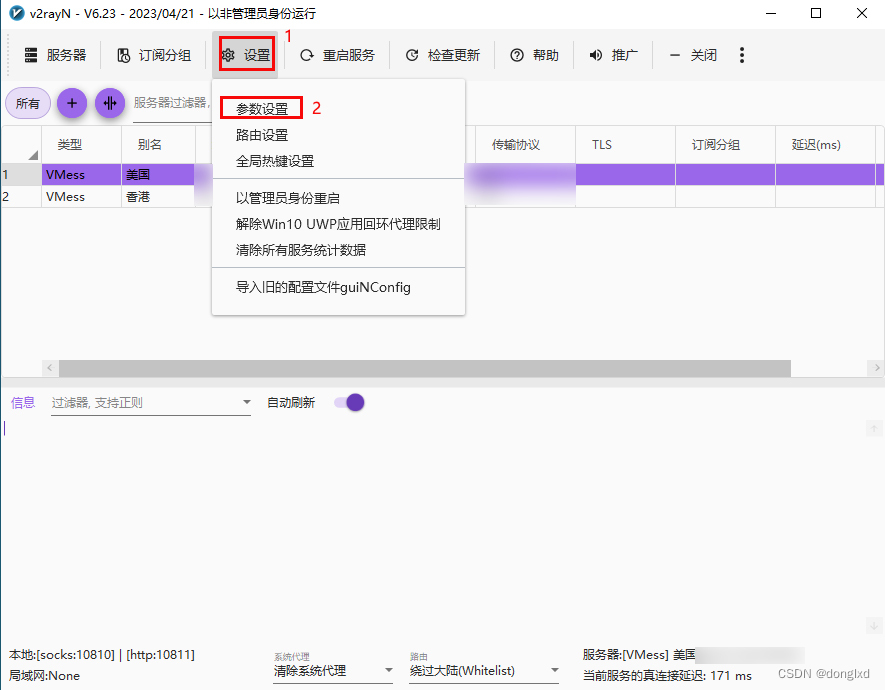 v2rayN - V6.23 - 2023/04/21 - 以非管理员身份运行
服务器 订阅分组 设置 1 重启服务 检查更新 帮助 推广 关闭
所有 服务器过滤器,
参数设置 2
路由设置
全局热键设置
以管理员身份重启
解除Win10 UWP应用回环代理限制
清除所有服务统计数据
导入旧的配置文件guiNConfig
类型 别名 传输协议 TLS 订阅分组 延迟(ms)
1 VMess 美国
2 VMess 香港
信息 过滤器, 支持正则 自动刷新
本地:[socks:10810] | [http:10811]
局域网:None
系统代理
清除系统代理
路由
绕过大陆(Whitelist)
服务器:[VMess] 美国
当前服务的真连接延迟: 171 ms
CSDN @donglxd